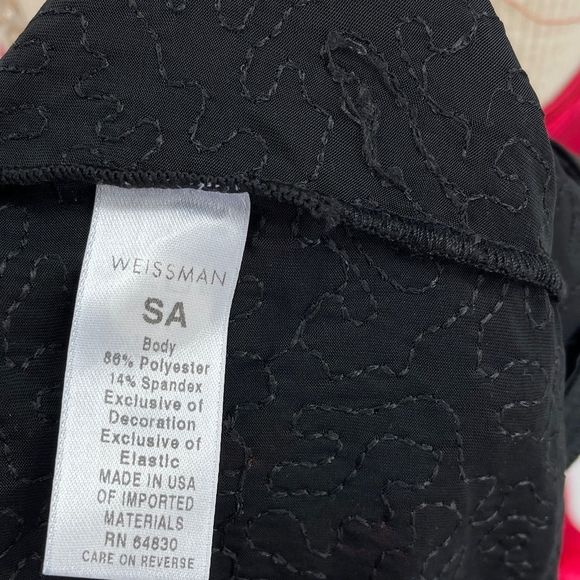 WEISSMAN
SA
Body
86% Polyester
14% Spandex
Exclusive of
Decoration
Exclusive of
Elastic
MADE IN USA
OF IMPORTED
MATERIALS
RN 64830
CARE ON REVERSE